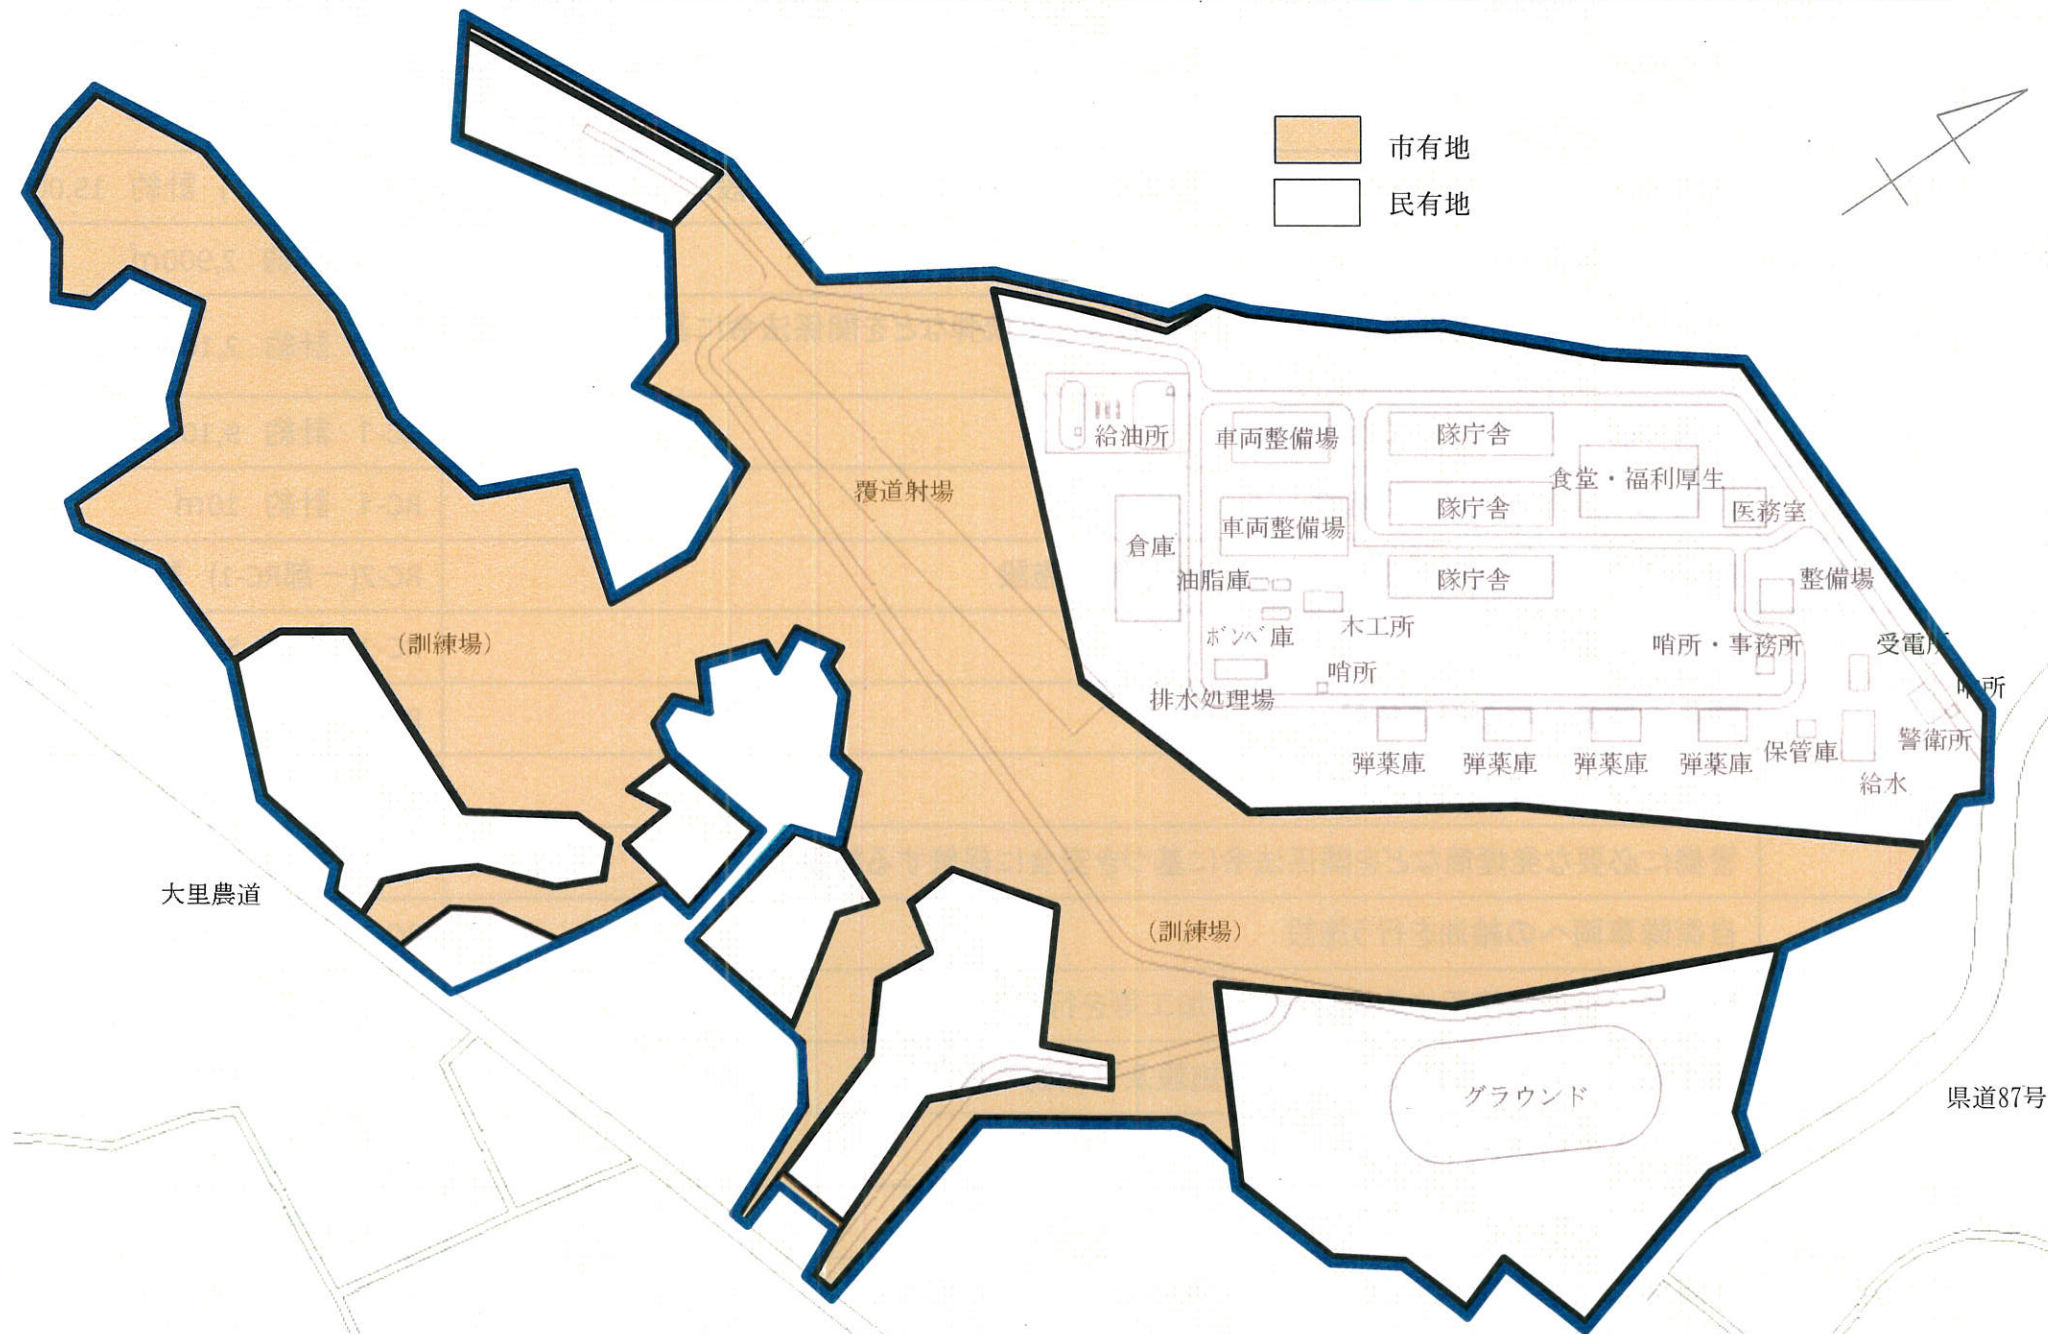 市有地
民有地
給油所
車両整備場
隊庁舎
食堂・福利厚生
医務室
覆道射場
倉庫
車両整備場
隊庁舎
油脂庫
隊庁舎
整備場
ボンベ庫
木工所
(訓練場)
哨所・事務所
受電所
哨所
排水処理場
哨所
弾薬庫
弾薬庫
弾薬庫
弾薬庫
保管庫
警衛所
給水
大里農道
(訓練場)
グラウンド
県道87号